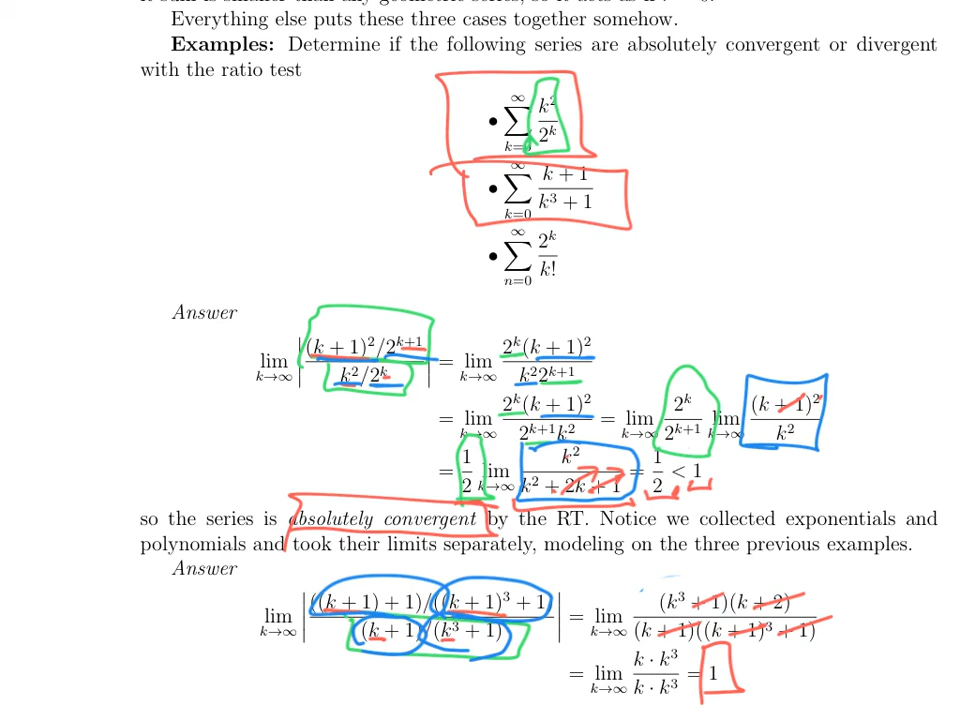 Everything else puts these three cases together somehow.
Examples: Determine if the following series are absolutely convergent or divergent
with the ratio test
• ∑_{k=0}^{∞} k²/2^k
• ∑_{k=0}^{∞} (k + 1)/(k³ + 1)
• ∑_{n=0}^{∞} 2^k/k!
Answer
lim_{k→∞} |((k + 1)²/2^{k+1})/(k²/2^k)| = lim_{k→∞} 2^k(k + 1)²/(k²2^{k+1})
= lim_{k→∞} 2^k(k + 1)²/(2^{k+1}k²) = lim_{k→∞} 2^k/2^{k+1} lim_{k→∞} (k + 1)²/k²
= 1/2 lim_{k→∞} k²/(k² + 2k + 1) = 1/2 < 1
so the series is absolutely convergent by the RT. Notice we collected exponentials and
polynomials and took their limits separately, modeling on the three previous examples.
Answer
lim_{k→∞} |(((k + 1) + 1)/((k + 1)³ + 1))/((k + 1)/(k³ + 1))| = lim_{k→∞} (k³ + 1)(k + 2)/((k + 1)((k + 1)³ + 1))
= lim_{k→∞} (k · k³)/(k · k³) = 1